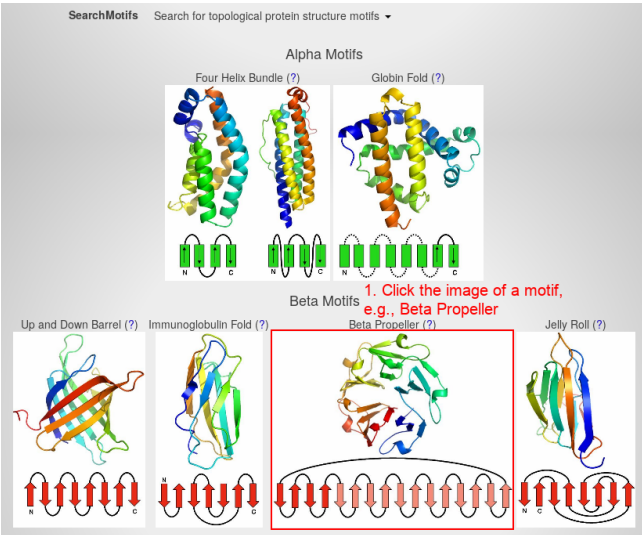 SearchMotifs Search for topological protein structure motifs
Alpha Motifs
Four Helix Bundle (?) Globin Fold (?)
N C N C N C
1. Click the image of a motif,
e.g., Beta Propeller
Beta Motifs
Up and Down Barrel (?) Immunoglobulin Fold (?) Beta Propeller (?) Jelly Roll (?)
N
N C C N C